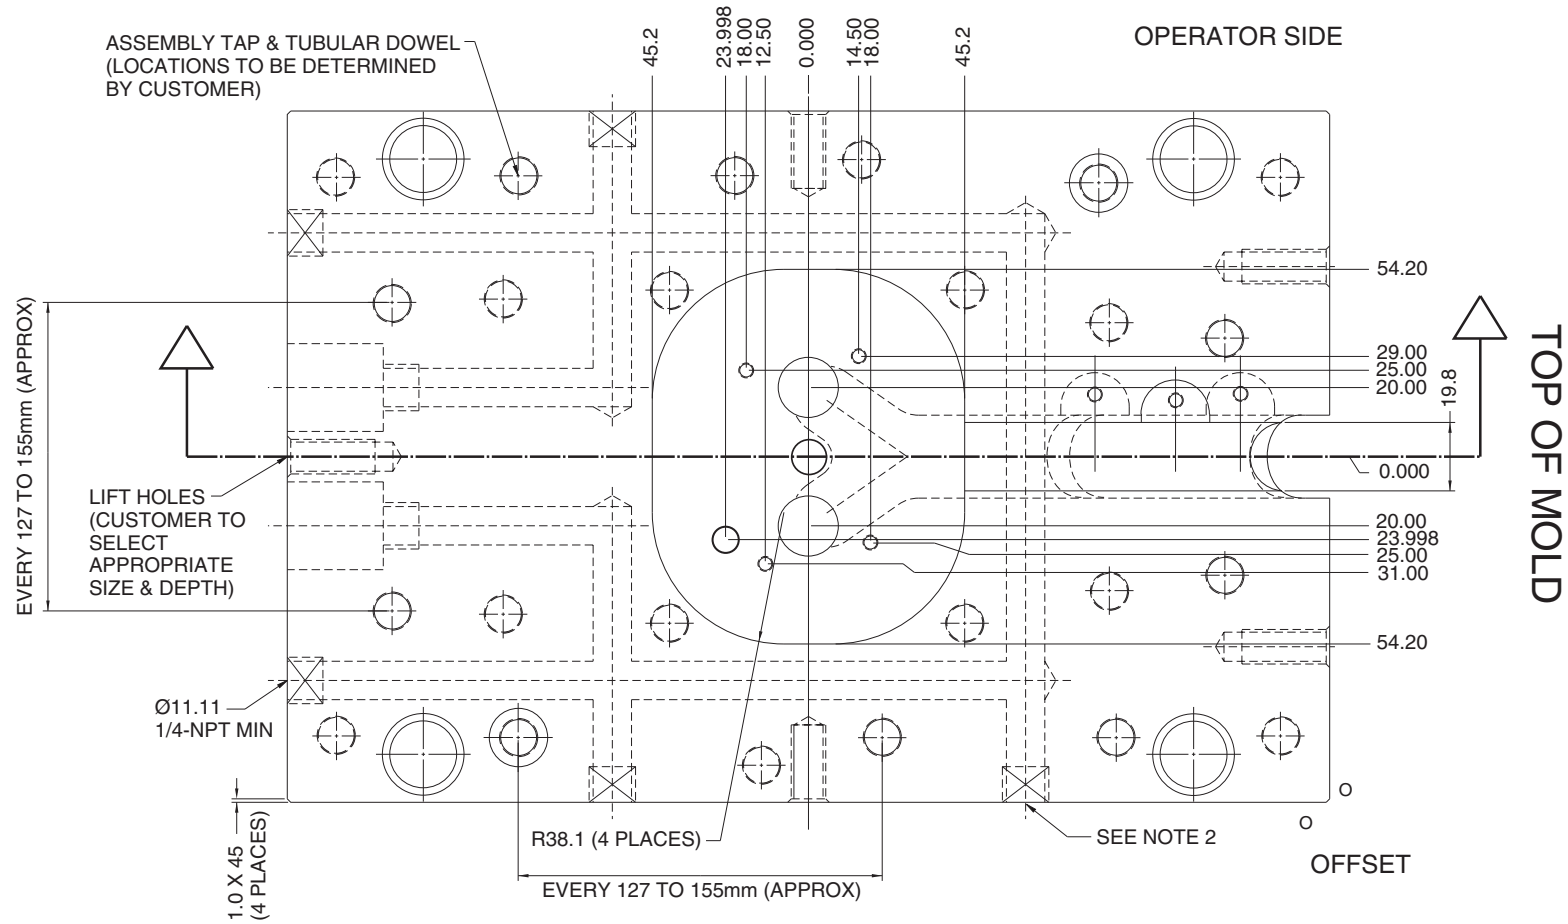 ASSEMBLY TAP & TUBULAR DOWEL
(LOCATIONS TO BE DETERMINED
BY CUSTOMER)
45.2
23.998
18.00
12.50
0.000
14.50
18.00
45.2
OPERATOR SIDE
54.20
29.00
25.00
20.00
19.8
0.000
20.00
23.998
25.00
31.00
54.20
TOP OF MOLD
EVERY 127 TO 155mm (APPROX)
LIFT HOLES
(CUSTOMER TO
SELECT
APPROPRIATE
SIZE & DEPTH)
Ø11.11
1/4-NPT MIN
1.0 X 45
(4 PLACES)
R38.1 (4 PLACES)
EVERY 127 TO 155mm (APPROX)
SEE NOTE 2
O
O
OFFSET